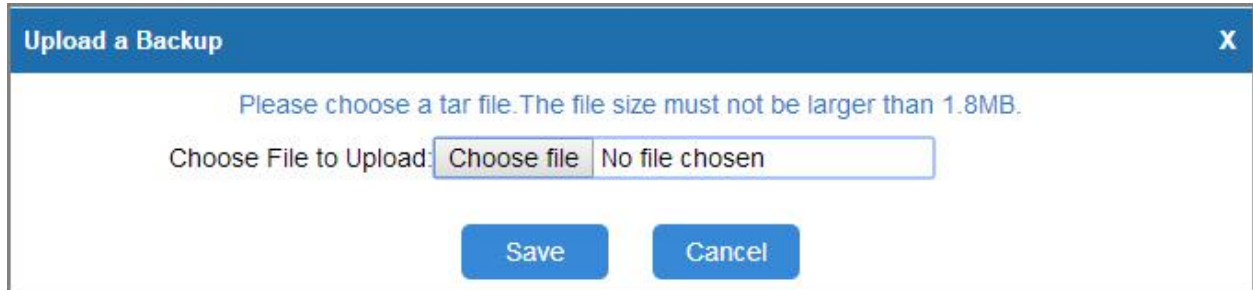 Upload a Backup X
Please choose a tar file.The file size must not be larger than 1.8MB.
Choose File to Upload: Choose file No file chosen
Save Cancel